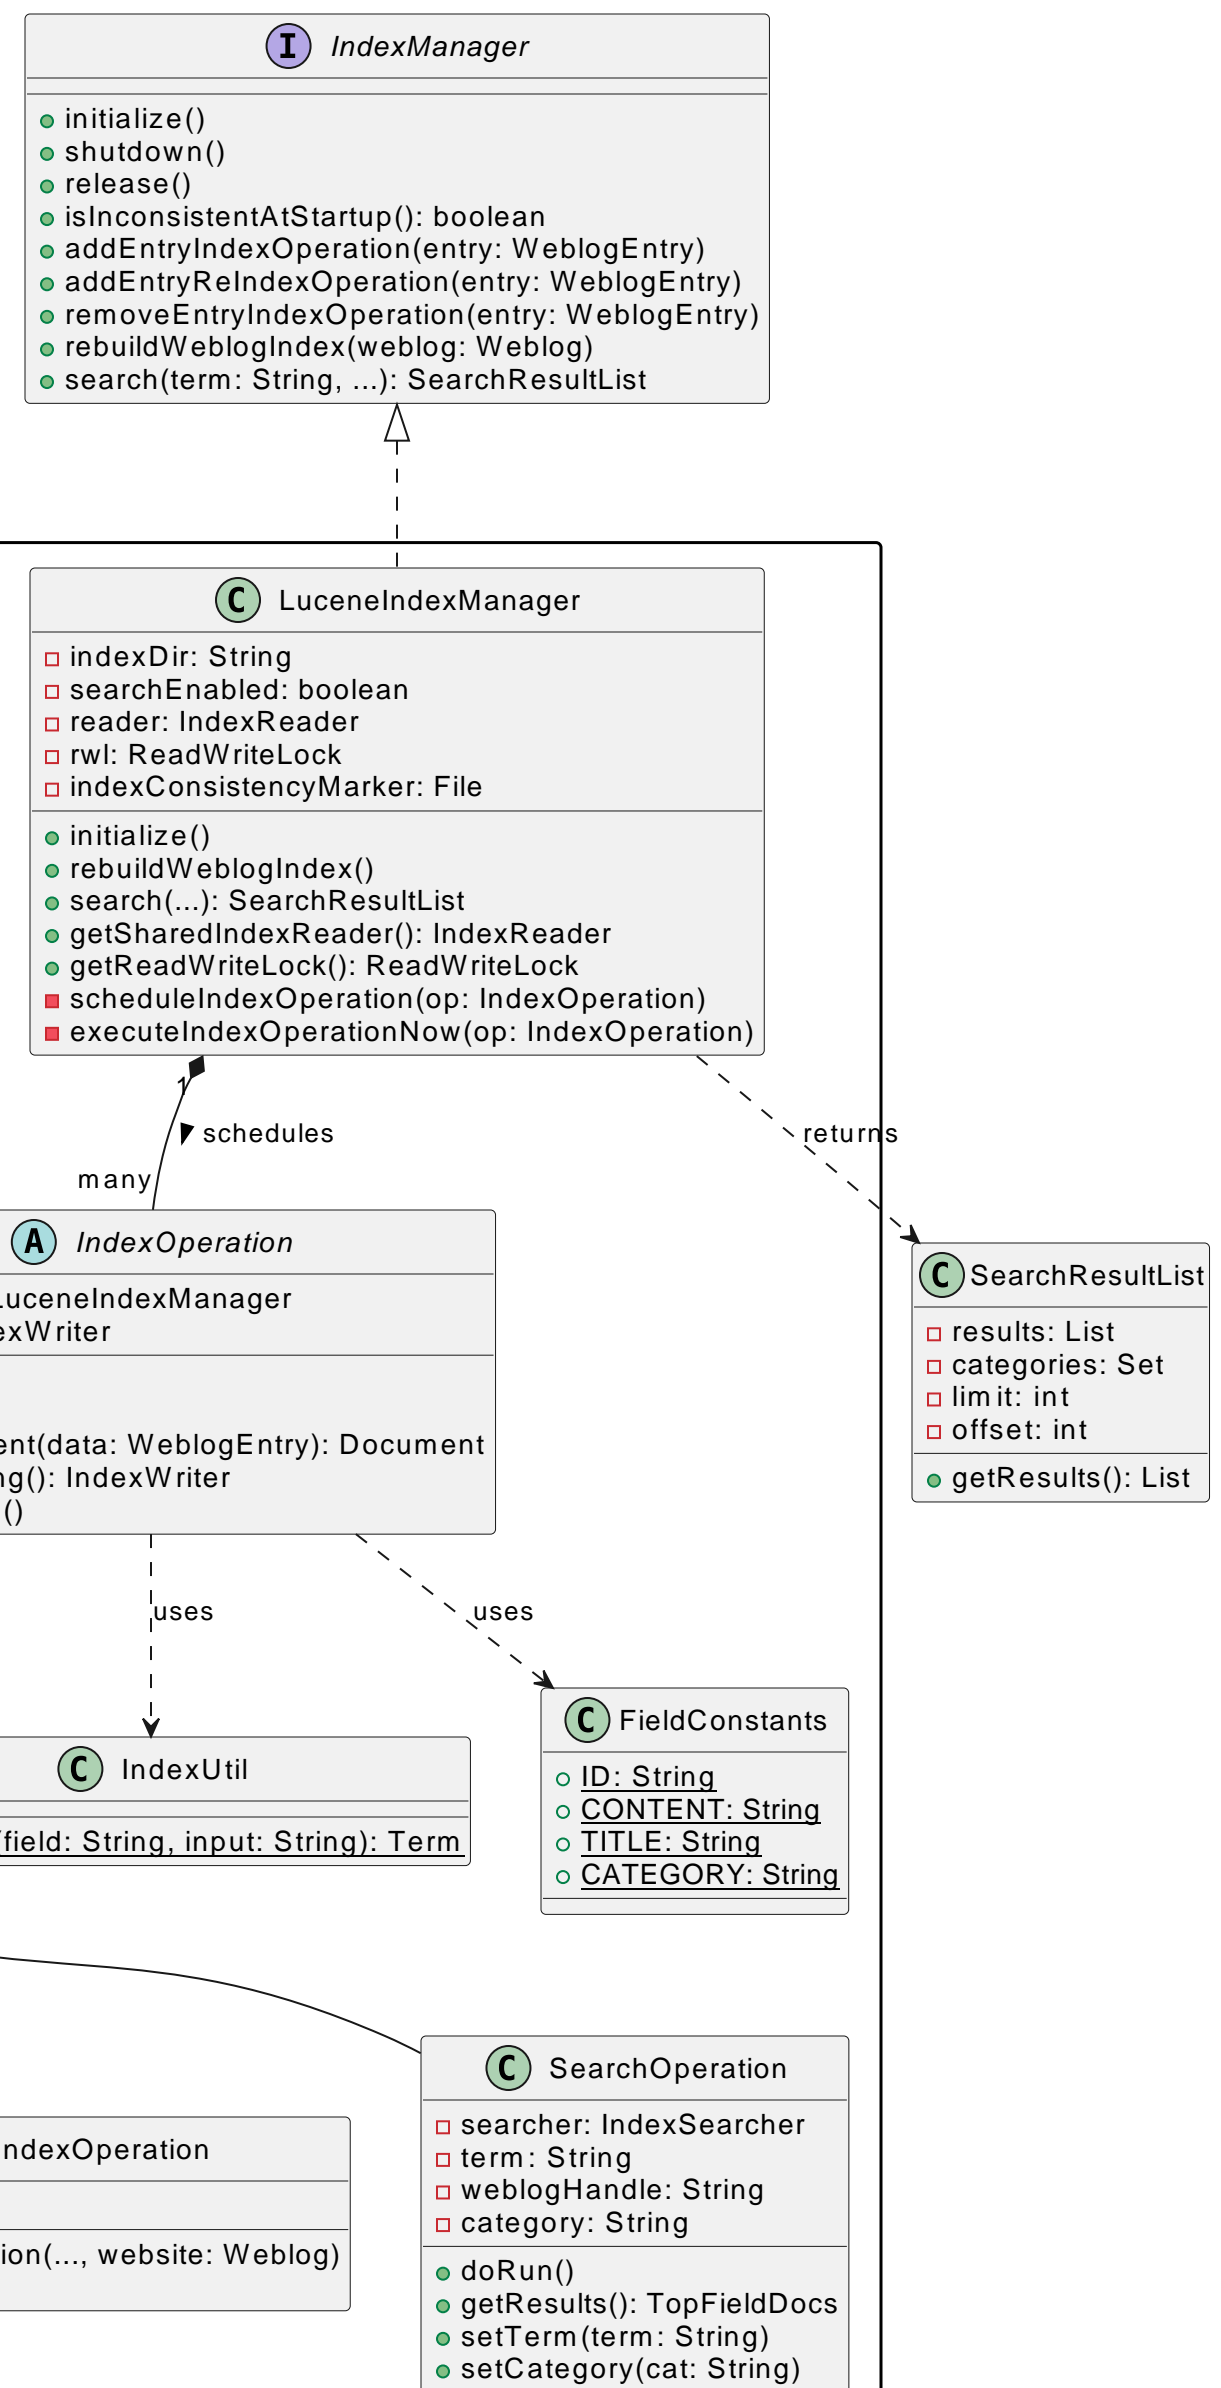 I IndexManager
initialize()
shutdown()
release()
isInconsistentAtStartup(): boolean
addEntryIndexOperation(entry: WeblogEntry)
addEntryReIndexOperation(entry: WeblogEntry)
removeEntryIndexOperation(entry: WeblogEntry)
rebuildWeblogIndex(weblog: Weblog)
search(term: String, ...): SearchResultList
C LuceneIndexManager
indexDir: String
searchEnabled: boolean
reader: IndexReader
rwl: ReadWriteLock
indexConsistencyMarker: File
initialize()
rebuildWeblogIndex()
search(...): SearchResultList
getSharedIndexReader(): IndexReader
getReadWriteLock(): ReadWriteLock
scheduleIndexOperation(op: IndexOperation)
executeIndexOperationNow(op: IndexOperation)
1
schedules
many
returns
A IndexOperation
LuceneIndexManager
exWriter
ent(data: WeblogEntry): Document
ng(): IndexWriter
()
C SearchResultList
results: List
categories: Set
limit: int
offset: int
getResults(): List
uses
uses
C IndexUtil
(field: String, input: String): Term
C FieldConstants
ID: String
CONTENT: String
TITLE: String
CATEGORY: String
ndexOperation
ion(..., website: Weblog)
C SearchOperation
searcher: IndexSearcher
term: String
weblogHandle: String
category: String
doRun()
getResults(): TopFieldDocs
setTerm(term: String)
setCategory(cat: String)